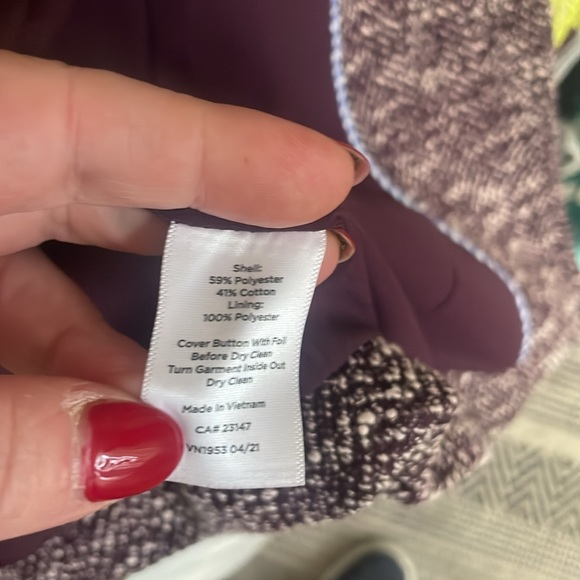 Shell:
59% Polyester
41% Cotton
Lining:
100% Polyester
Cover Button With Foil
Before Dry Clean
Turn Garment Inside Out
Dry Clean
Made in Vietnam
CA# 23147
VN1953 04/21